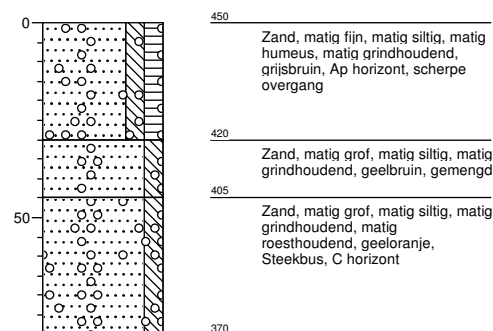 0
450
Zand, matig fijn, matig siltig, matig
humeus, matig grindhoudend,
grijsbruin, Ap horizont, scherpe
overgang
420
Zand, matig grof, matig siltig, matig
grindhoudend, geelbruin, gemengd
405
50
Zand, matig grof, matig siltig, matig
grindhoudend, matig
roesthoudend, geeloranje,
Steekbus, C horizont
370